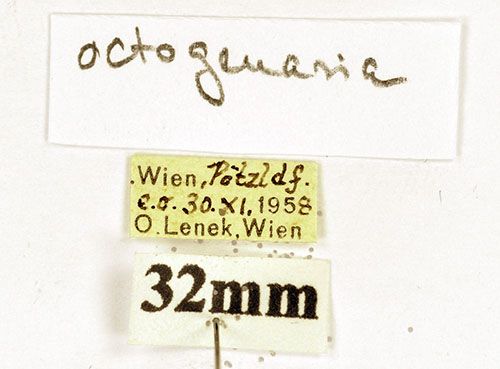 octogenaria
Wien, Pötzldf.
e.o. 30.XI.1958
O. Lenek, Wien
32mm